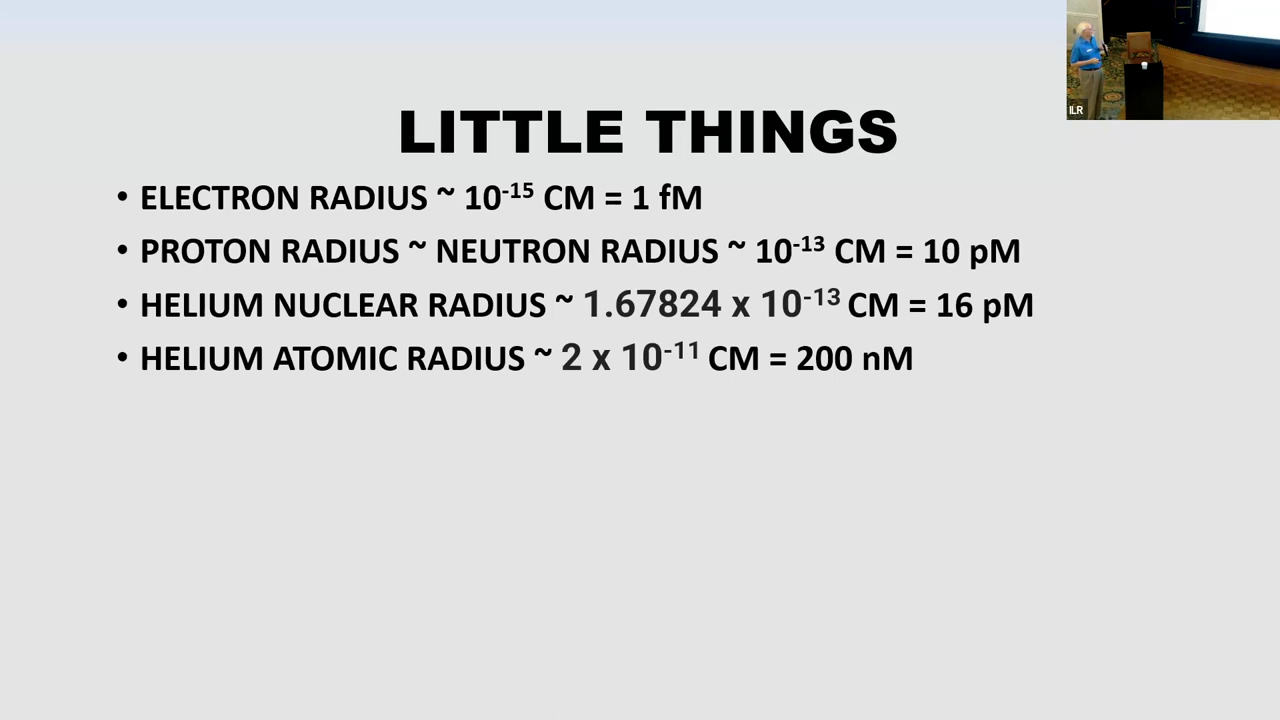 ILR
LITTLE THINGS
• ELECTRON RADIUS ~ 10⁻¹⁵ CM = 1 fM
• PROTON RADIUS ~ NEUTRON RADIUS ~ 10⁻¹³ CM = 10 pM
• HELIUM NUCLEAR RADIUS ~ 1.67824 x 10⁻¹³ CM = 16 pM
• HELIUM ATOMIC RADIUS ~ 2 x 10⁻¹¹ CM = 200 nM